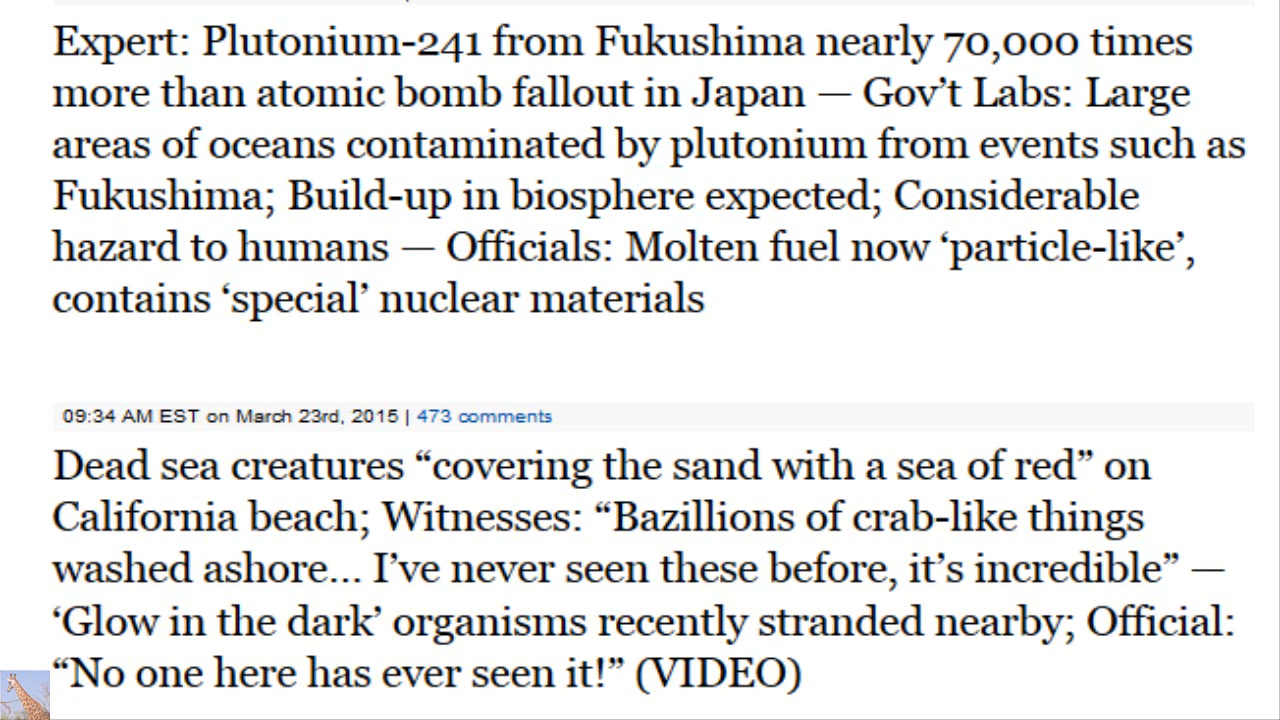 Expert: Plutonium-241 from Fukushima nearly 70,000 times
more than atomic bomb fallout in Japan — Gov’t Labs: Large
areas of oceans contaminated by plutonium from events such as
Fukushima; Build-up in biosphere expected; Considerable
hazard to humans — Officials: Molten fuel now ‘particle-like’,
contains ‘special’ nuclear materials
09:34 AM EST on March 23rd, 2015 | 473 comments
Dead sea creatures “covering the sand with a sea of red” on
California beach; Witnesses: “Bazillions of crab-like things
washed ashore… I’ve never seen these before, it’s incredible” —
‘Glow in the dark’ organisms recently stranded nearby; Official:
“No one here has ever seen it!” (VIDEO)